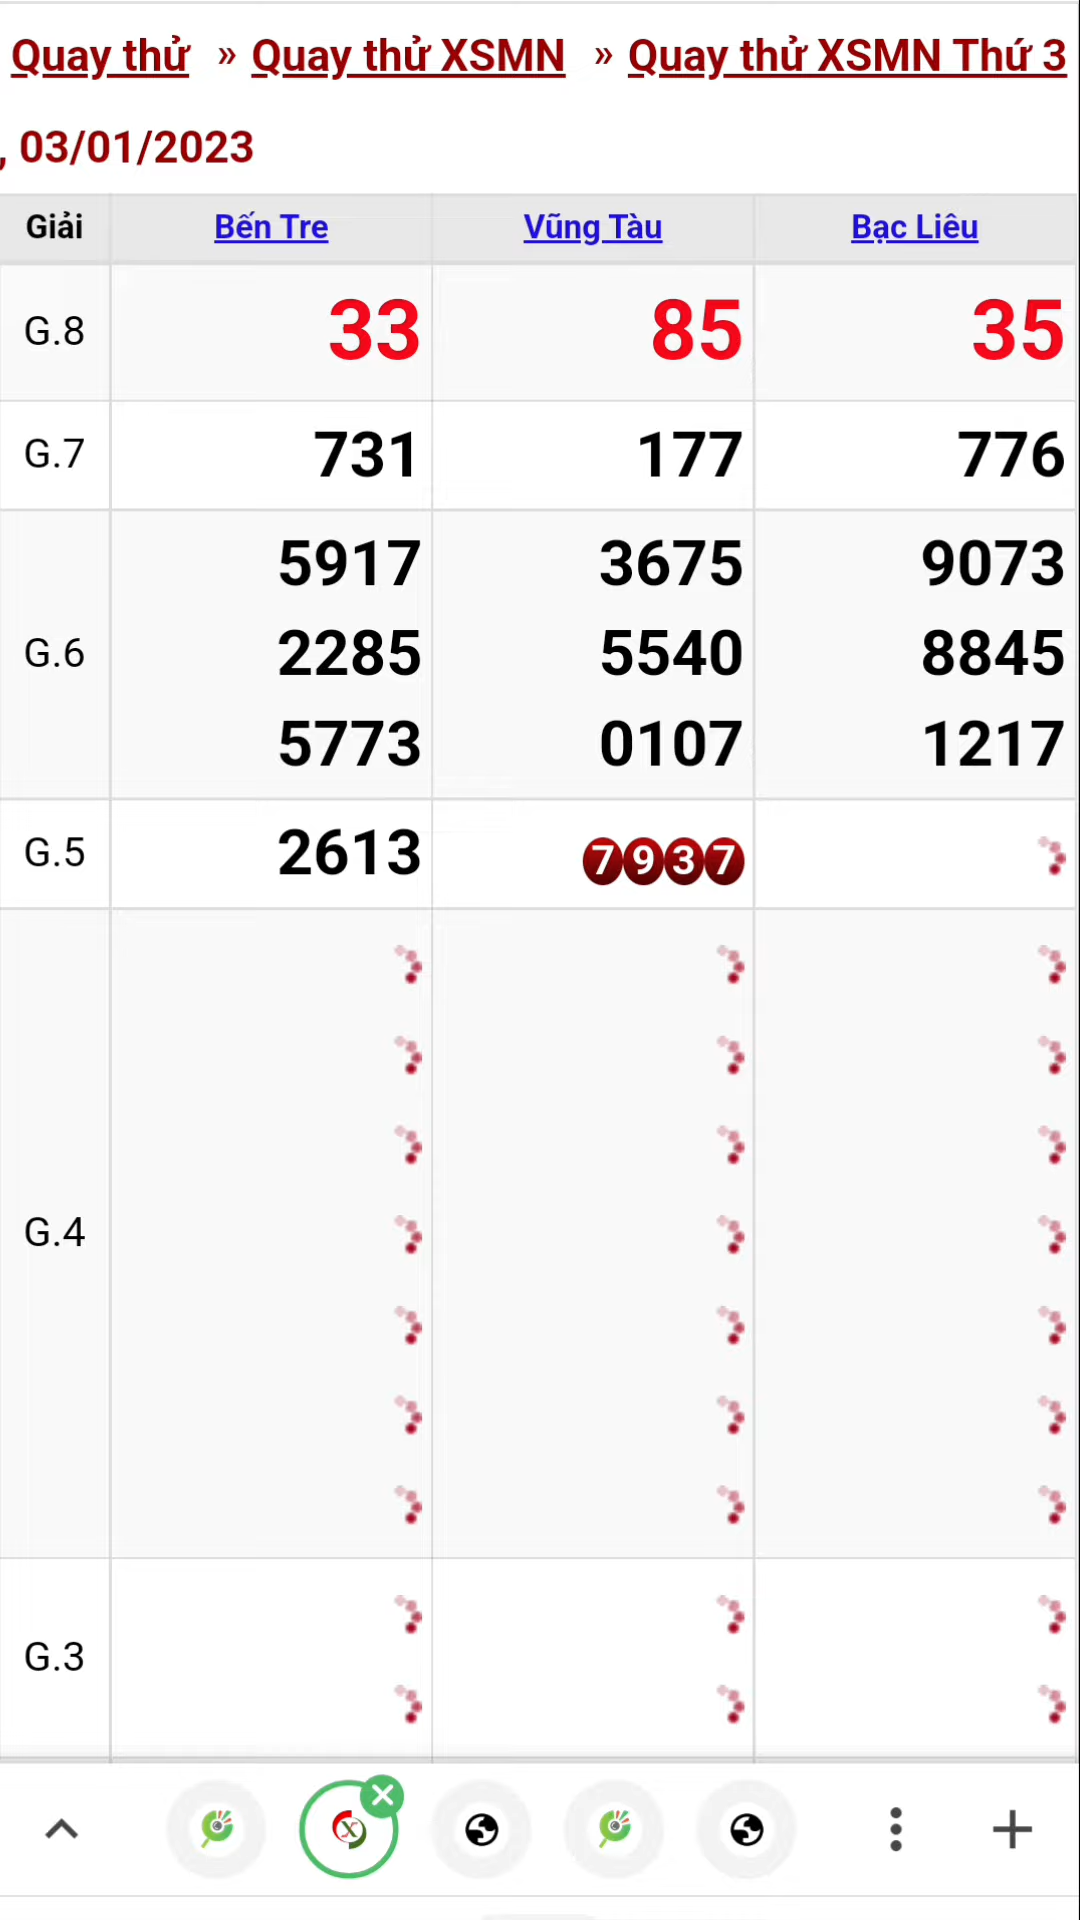 Quay thử » Quay thử XSMN » Quay thử XSMN Thứ 3
, 03/01/2023
Giải Bến Tre Vũng Tàu Bạc Liêu
G.8 33 85 35
G.7 731 177 776
G.6 5917 3675 9073
2285 5540 8845
5773 0107 1217
G.5 2613 7937
G.4
G.3